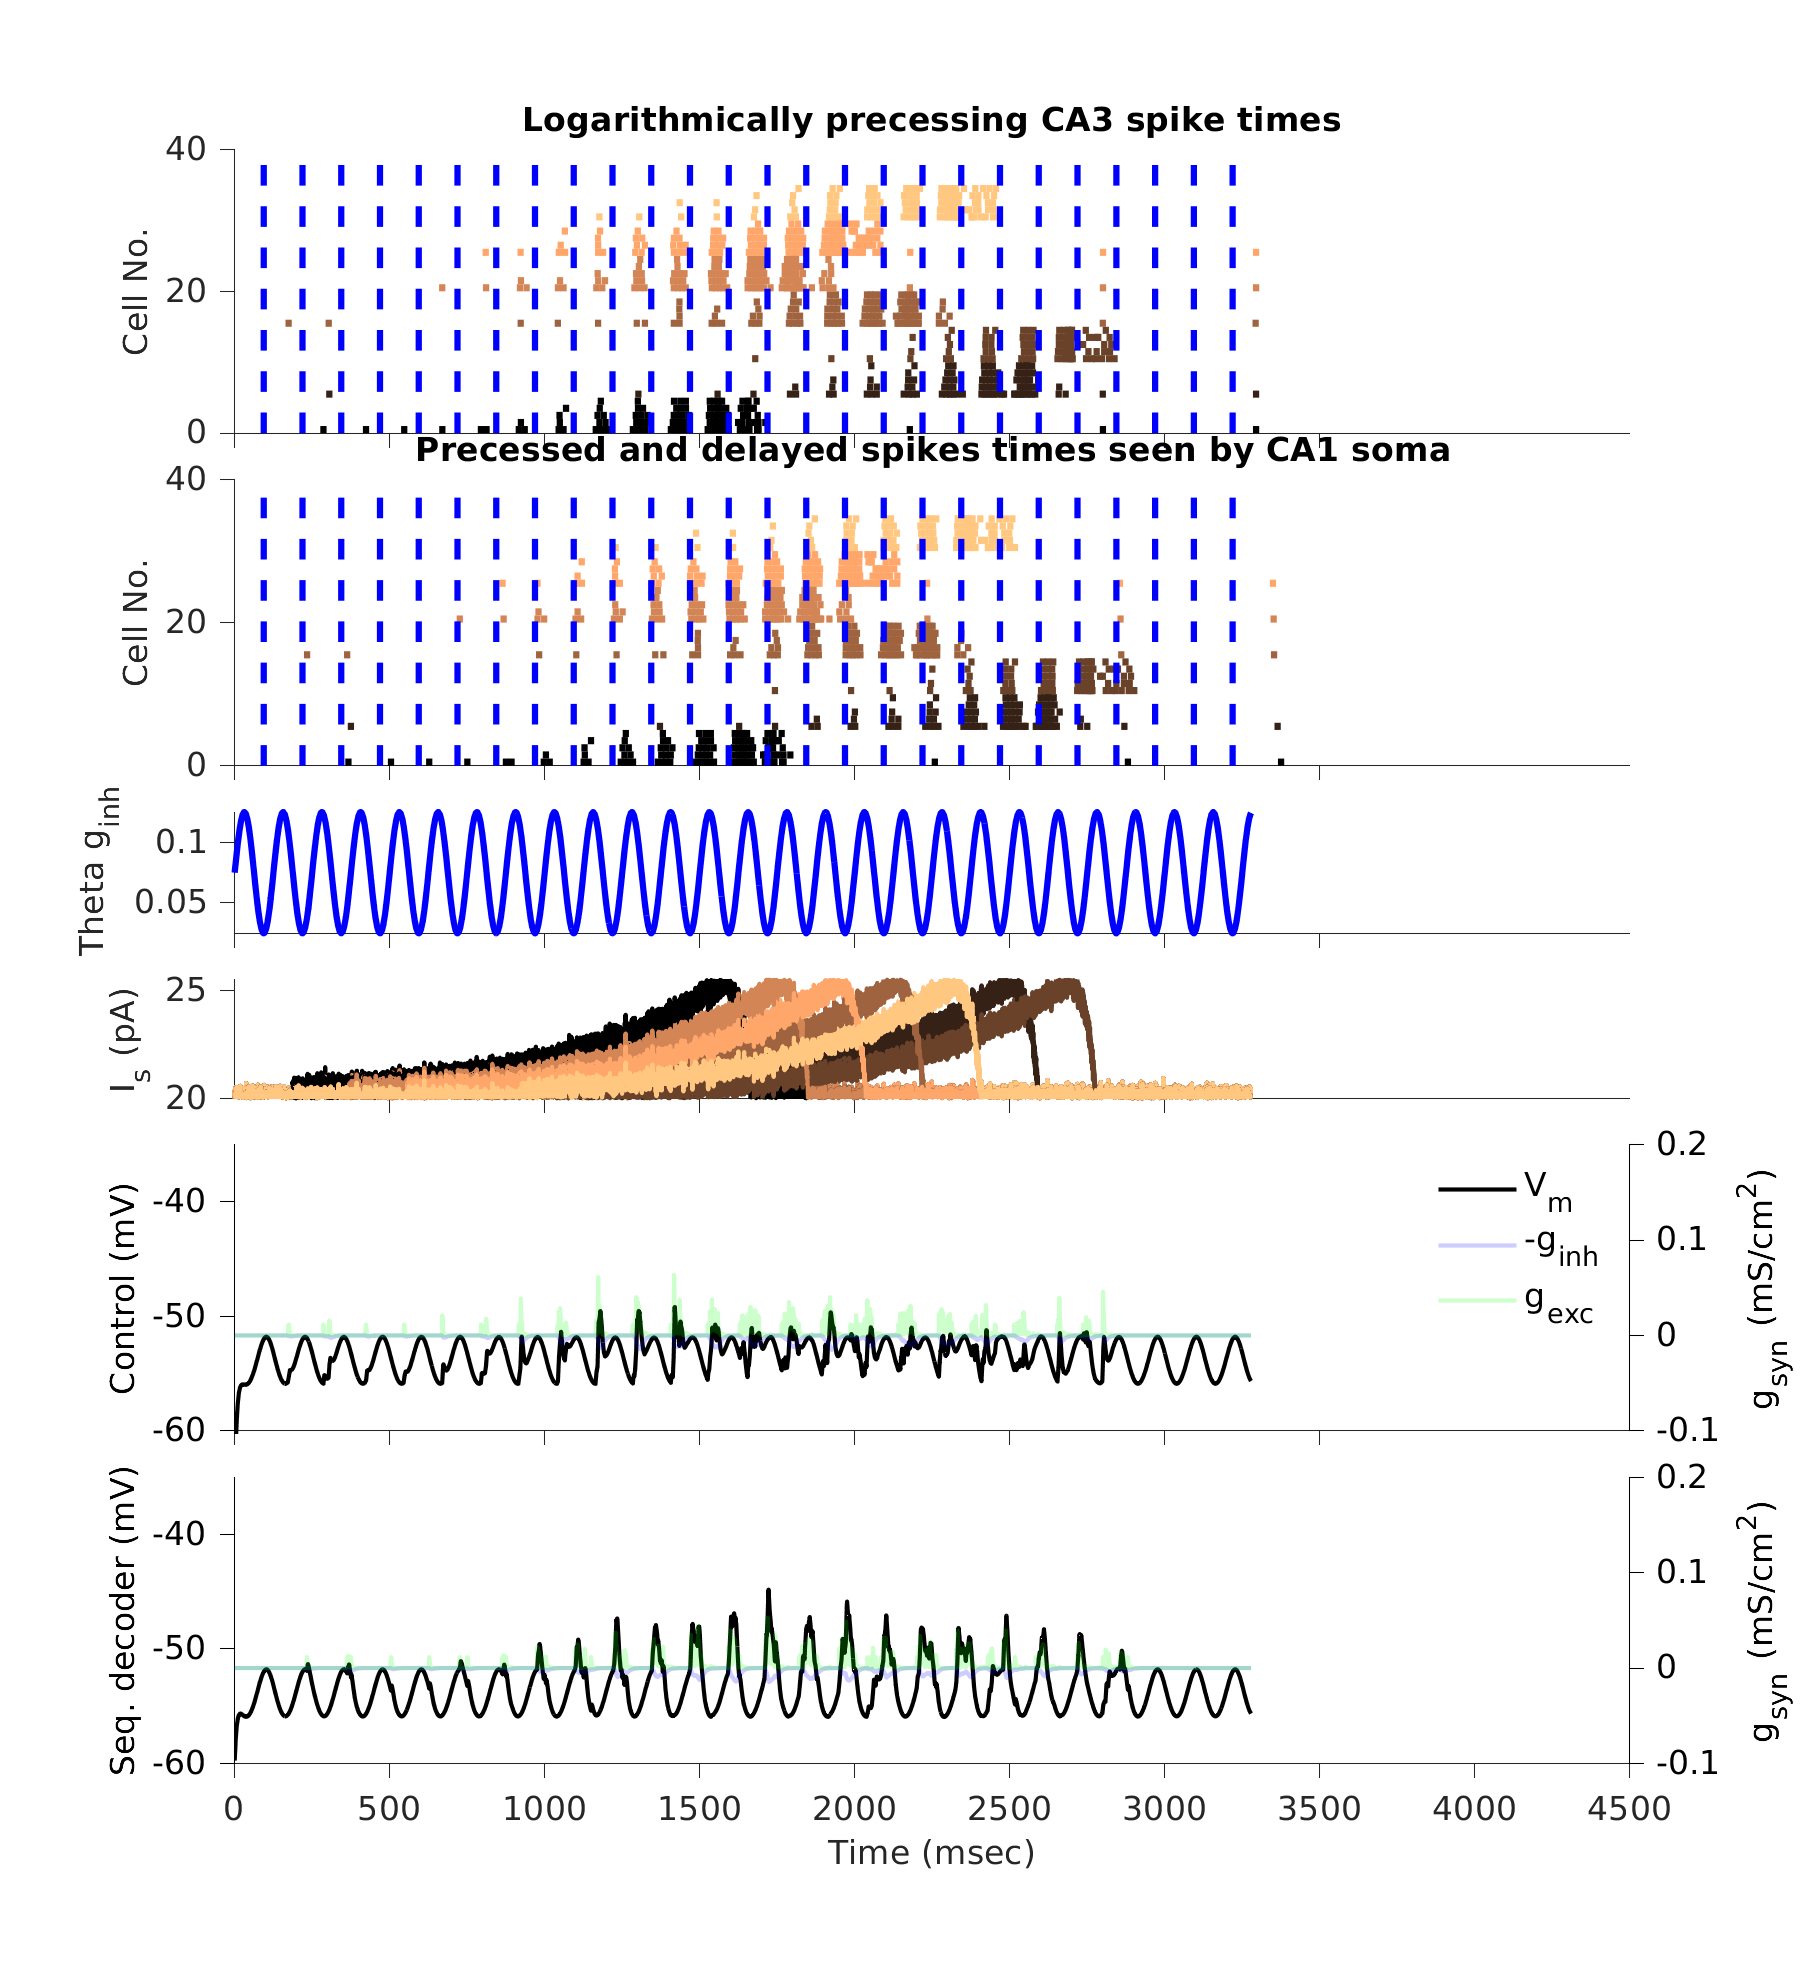 Logarithmically precessing CA3 spike times
40
20
0
Cell No.
Precessed and delayed spikes times seen by CA1 soma
40
20
0
Cell No.
0.1
0.05
Theta g_inh
25
20
I_s (pA)
-40
-50
-60
Control (mV)
V_m
-g_inh
g_exc
0.2
0.1
0
-0.1
g_syn (mS/cm^2)
-40
-50
-60
Seq. decoder (mV)
0.2
0.1
0
-0.1
g_syn (mS/cm^2)
0 500 1000 1500 2000 2500 3000 3500 4000 4500
Time (msec)